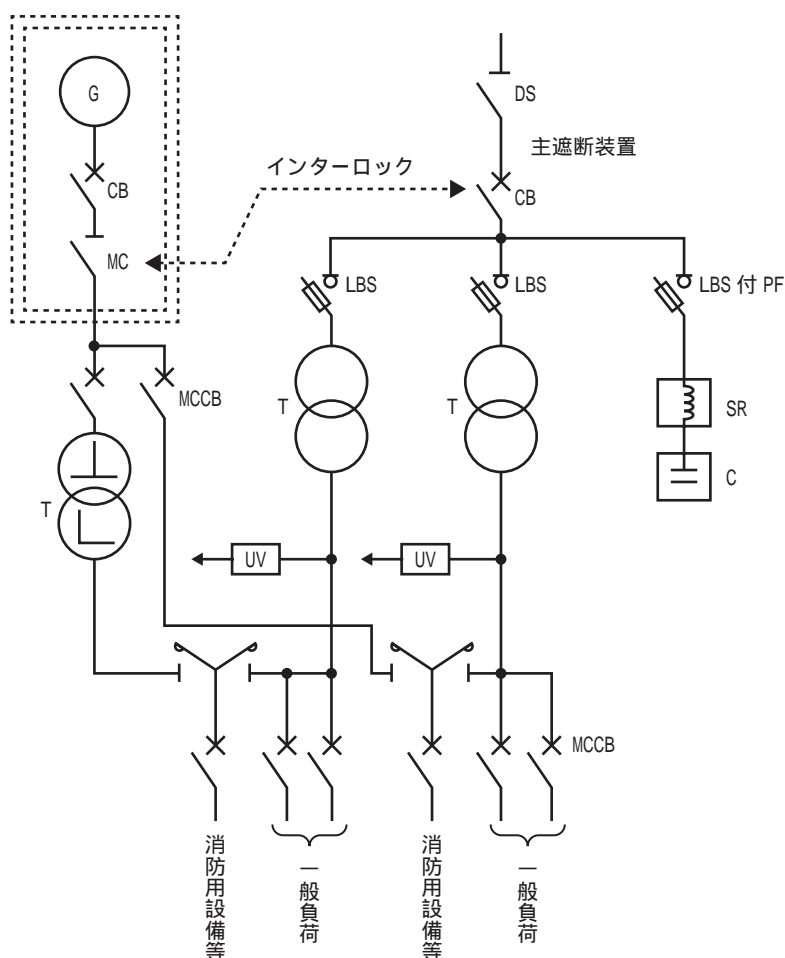 G
CB
MC
インターロック
DS
主遮断装置
CB
LBS
LBS
LBS 付 PF
MCCB
T
T
SR
C
T
UV
UV
MCCB
消防用設備等
一般負荷
消防用設備等
一般負荷